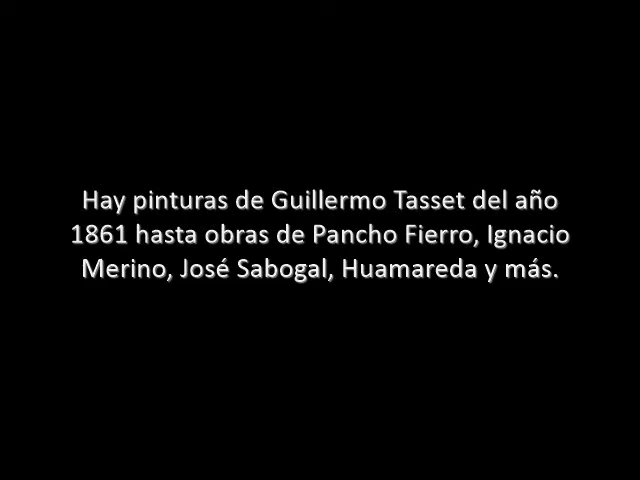 Hay pinturas de Guillermo Tasset del año
1861 hasta obras de Pancho Fierro, Ignacio
Merino, José Sabogal, Huamareda y más.